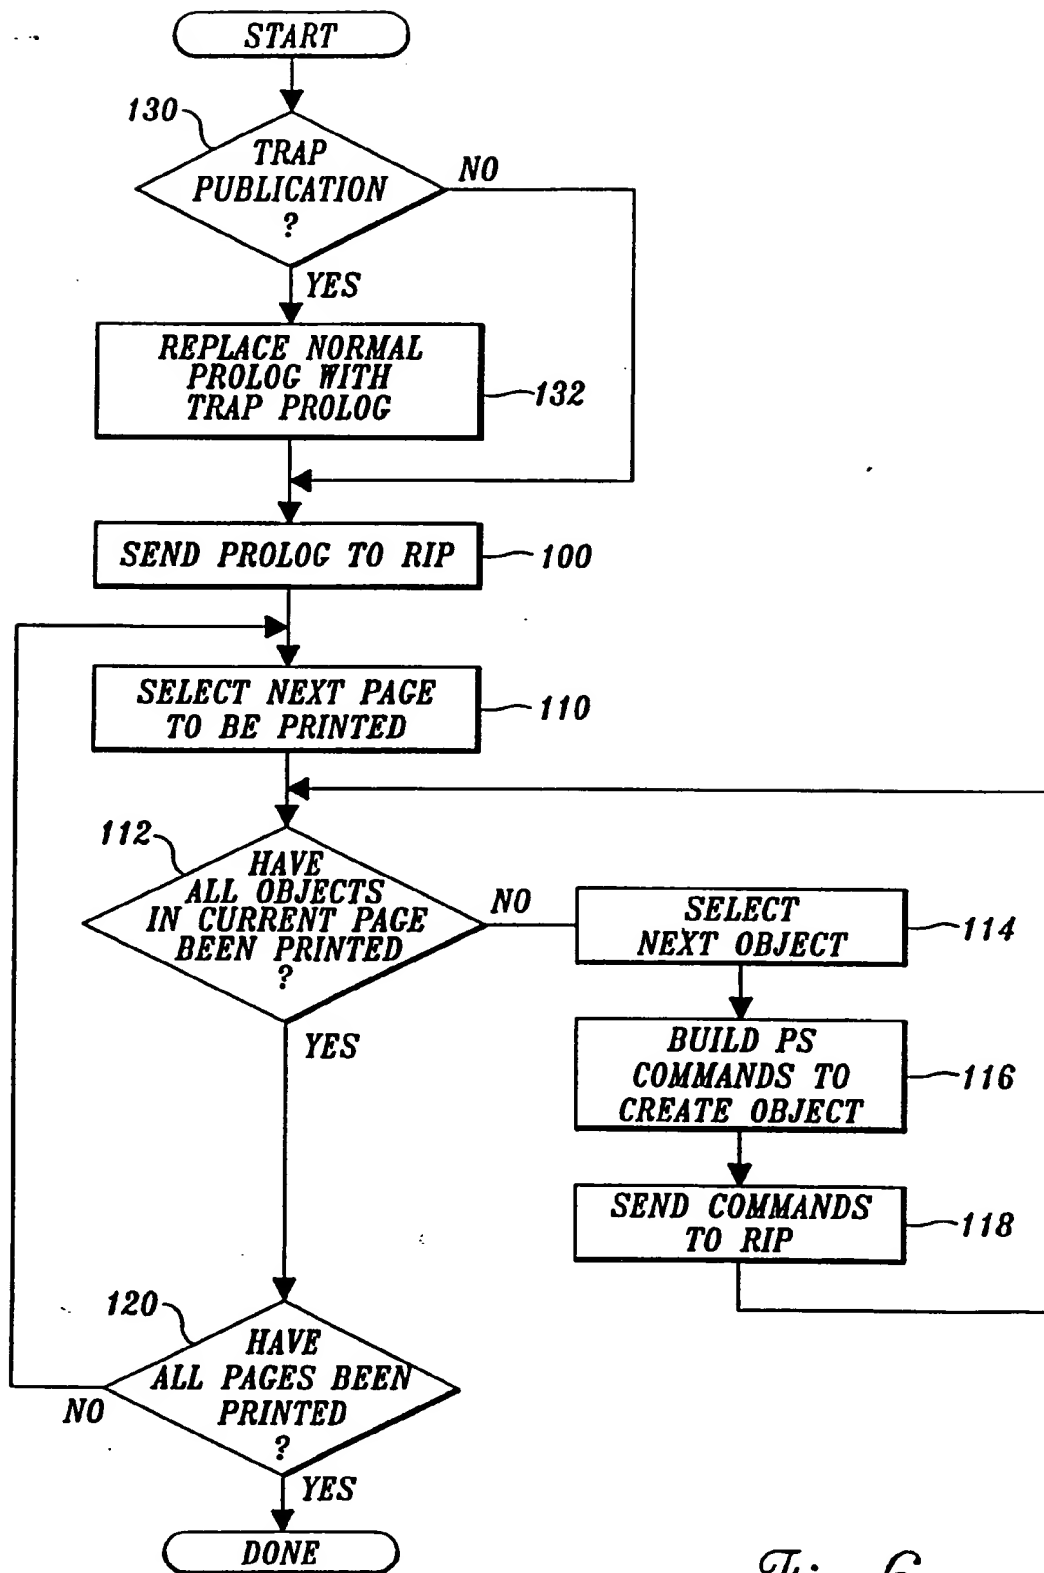 START
130
TRAP
PUBLICATION
?
NO
YES
REPLACE NORMAL
PROLOG WITH
TRAP PROLOG
132
SEND PROLOG TO RIP
100
SELECT NEXT PAGE
TO BE PRINTED
110
112
HAVE
ALL OBJECTS
IN CURRENT PAGE
BEEN PRINTED
?
NO
YES
SELECT
NEXT OBJECT
114
BUILD PS
COMMANDS TO
CREATE OBJECT
116
SEND COMMANDS
TO RIP
118
120
HAVE
ALL PAGES BEEN
PRINTED
?
NO
YES
DONE